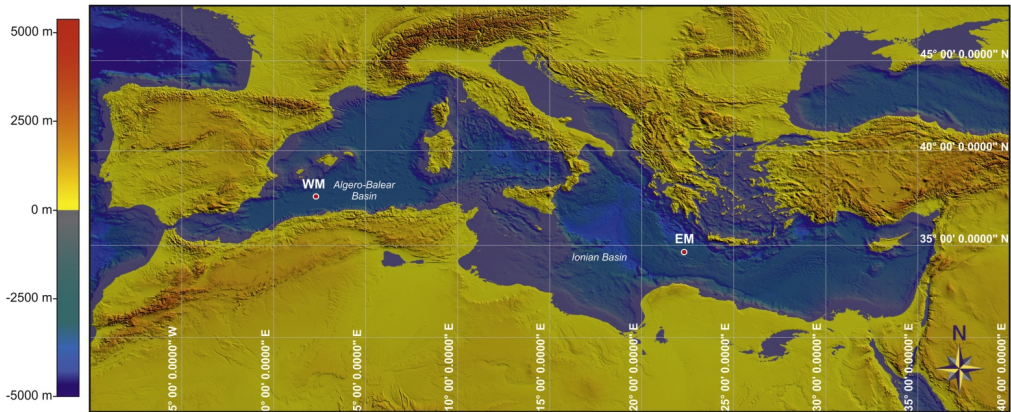 5000 m
2500 m
0 m
-2500 m
-5000 m
45° 00' 0.0000" N
40° 00' 0.0000" N
35° 00' 0.0000" N
WM
Algero-Balear
Basin
EM
Ionian Basin
N
5° 00' 0.0000" W
0° 00' 0.0000" E
5° 00' 0.0000" E
10° 00' 0.0000" E
15° 00' 0.0000" E
20° 00' 0.0000" E
25° 00' 0.0000" E
30° 00' 0.0000" E
35° 00' 0.0000" E
40° 00' 0.0000" E